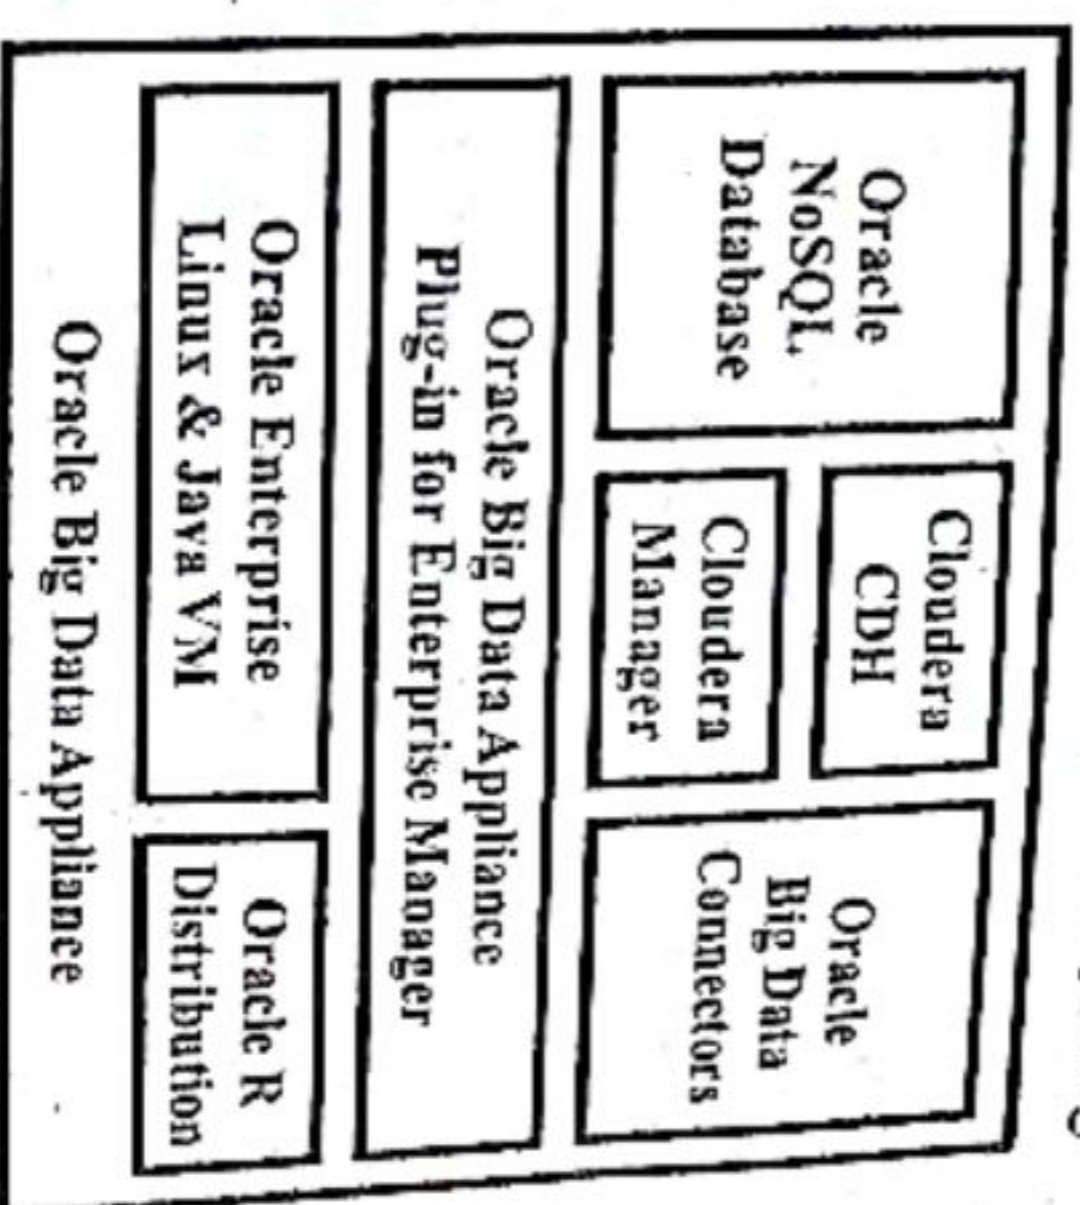 Oracle
NoSQL
Database
Cloudera
CDH
Cloudera
Manager
Oracle
Big Data
Connectors
Oracle Big Data Appliance
Plug-in for Enterprise Manager
Oracle Enterprise
Linux & Java VM
Oracle R
Distribution
Oracle Big Data Appliance